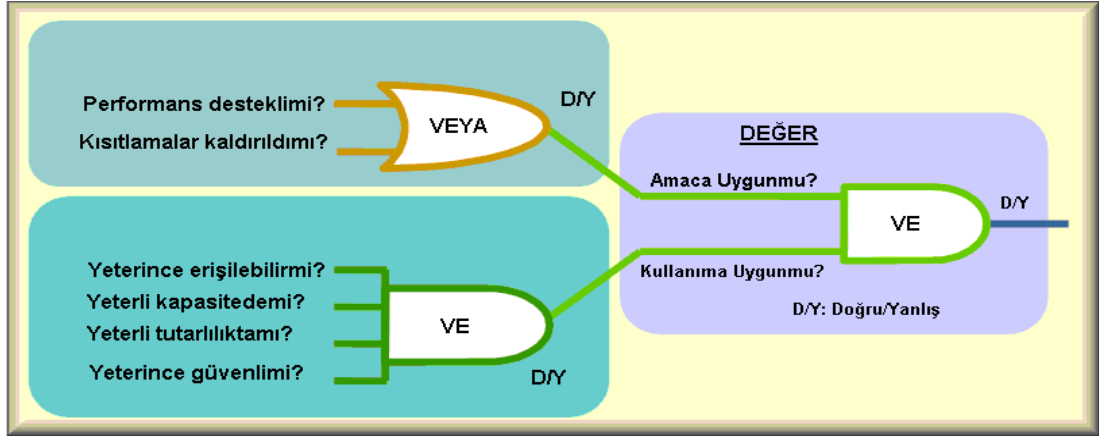 D/Y
Performans desteklimi?
VEYA
Kısıtlamalar kaldırıldımı?
DEĞER
Amaca Uygunmu?
D/Y
VE
Kullanıma Uygunmu?
D/Y: Doğru/Yanlış
Yeterince erişilebilirmi?
Yeterli kapasitedemi?
VE
Yeterli tutarlılıktamı?
Yeterince güvenlimi?
D/Y